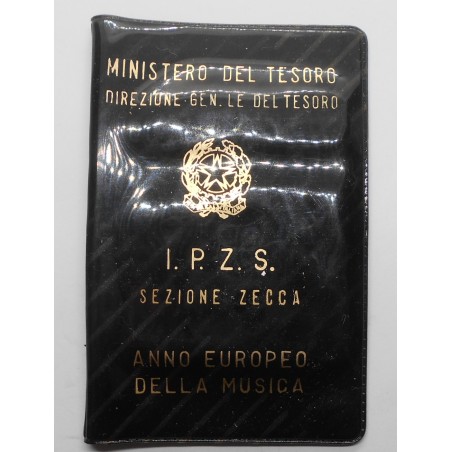 MINISTERO DEL TESORO
DIREZIONE GEN. LE DEL TESORO
I. P. Z. S.
SEZIONE ZECCA
ANNO EUROPEO
DELLA MUSICA